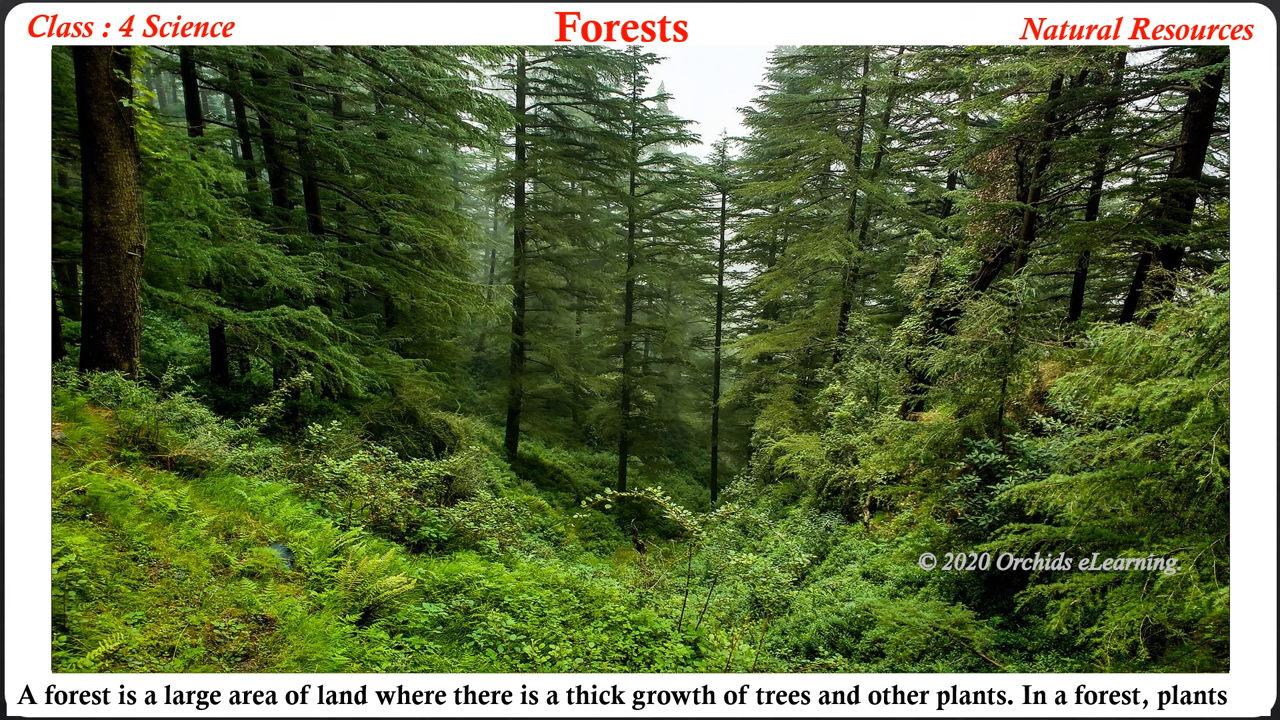 Class : 4 Science
Forests
Natural Resources
© 2020 Orchids eLearning.
A forest is a large area of land where there is a thick growth of trees and other plants. In a forest, plants